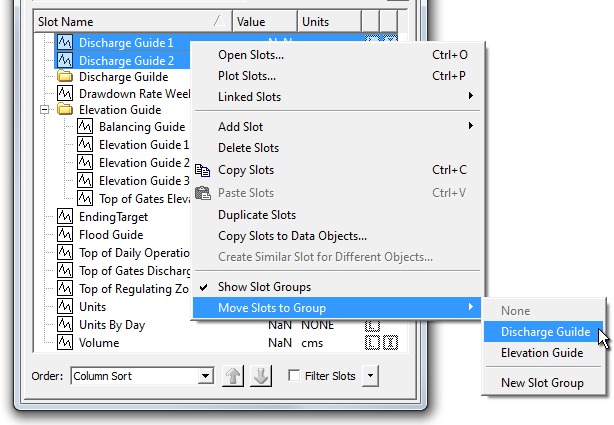 Slot Name Value Units
Discharge Guide 1 NaN
Discharge Guide 2
Discharge Guilde
Drawdown Rate Week
Elevation Guide
Balancing Guide
Elevation Guide 1
Elevation Guide 2
Elevation Guide 3
Top of Gates Eleva
EndingTarget
Flood Guide
Top of Daily Operation
Top of Gates Discharg
Top of Regulating Zo
Units
Units By Day NaN NONE L
Volume NaN cms L I
Order: Column Sort Filter Slots
Open Slots... Ctrl+O
Plot Slots... Ctrl+P
Linked Slots
Add Slot
Delete Slots
Copy Slots Ctrl+C
Paste Slots Ctrl+V
Duplicate Slots
Copy Slots to Data Objects...
Create Similar Slot for Different Objects...
Show Slot Groups
Move Slots to Group
None
Discharge Guilde
Elevation Guide
New Slot Group